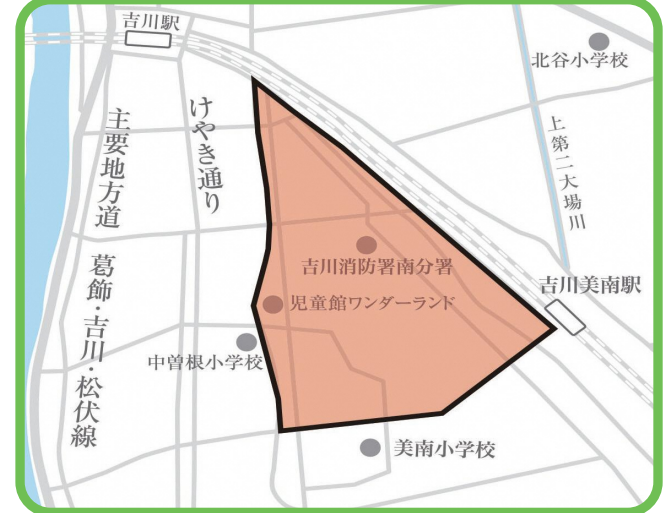 吉川駅
北谷小学校
けやき通り
主要地方道
葛飾・吉川・松伏線
上第二大場川
吉川消防署南分署
吉川美南駅
児童館ワンダーランド
中曽根小学校
美南小学校